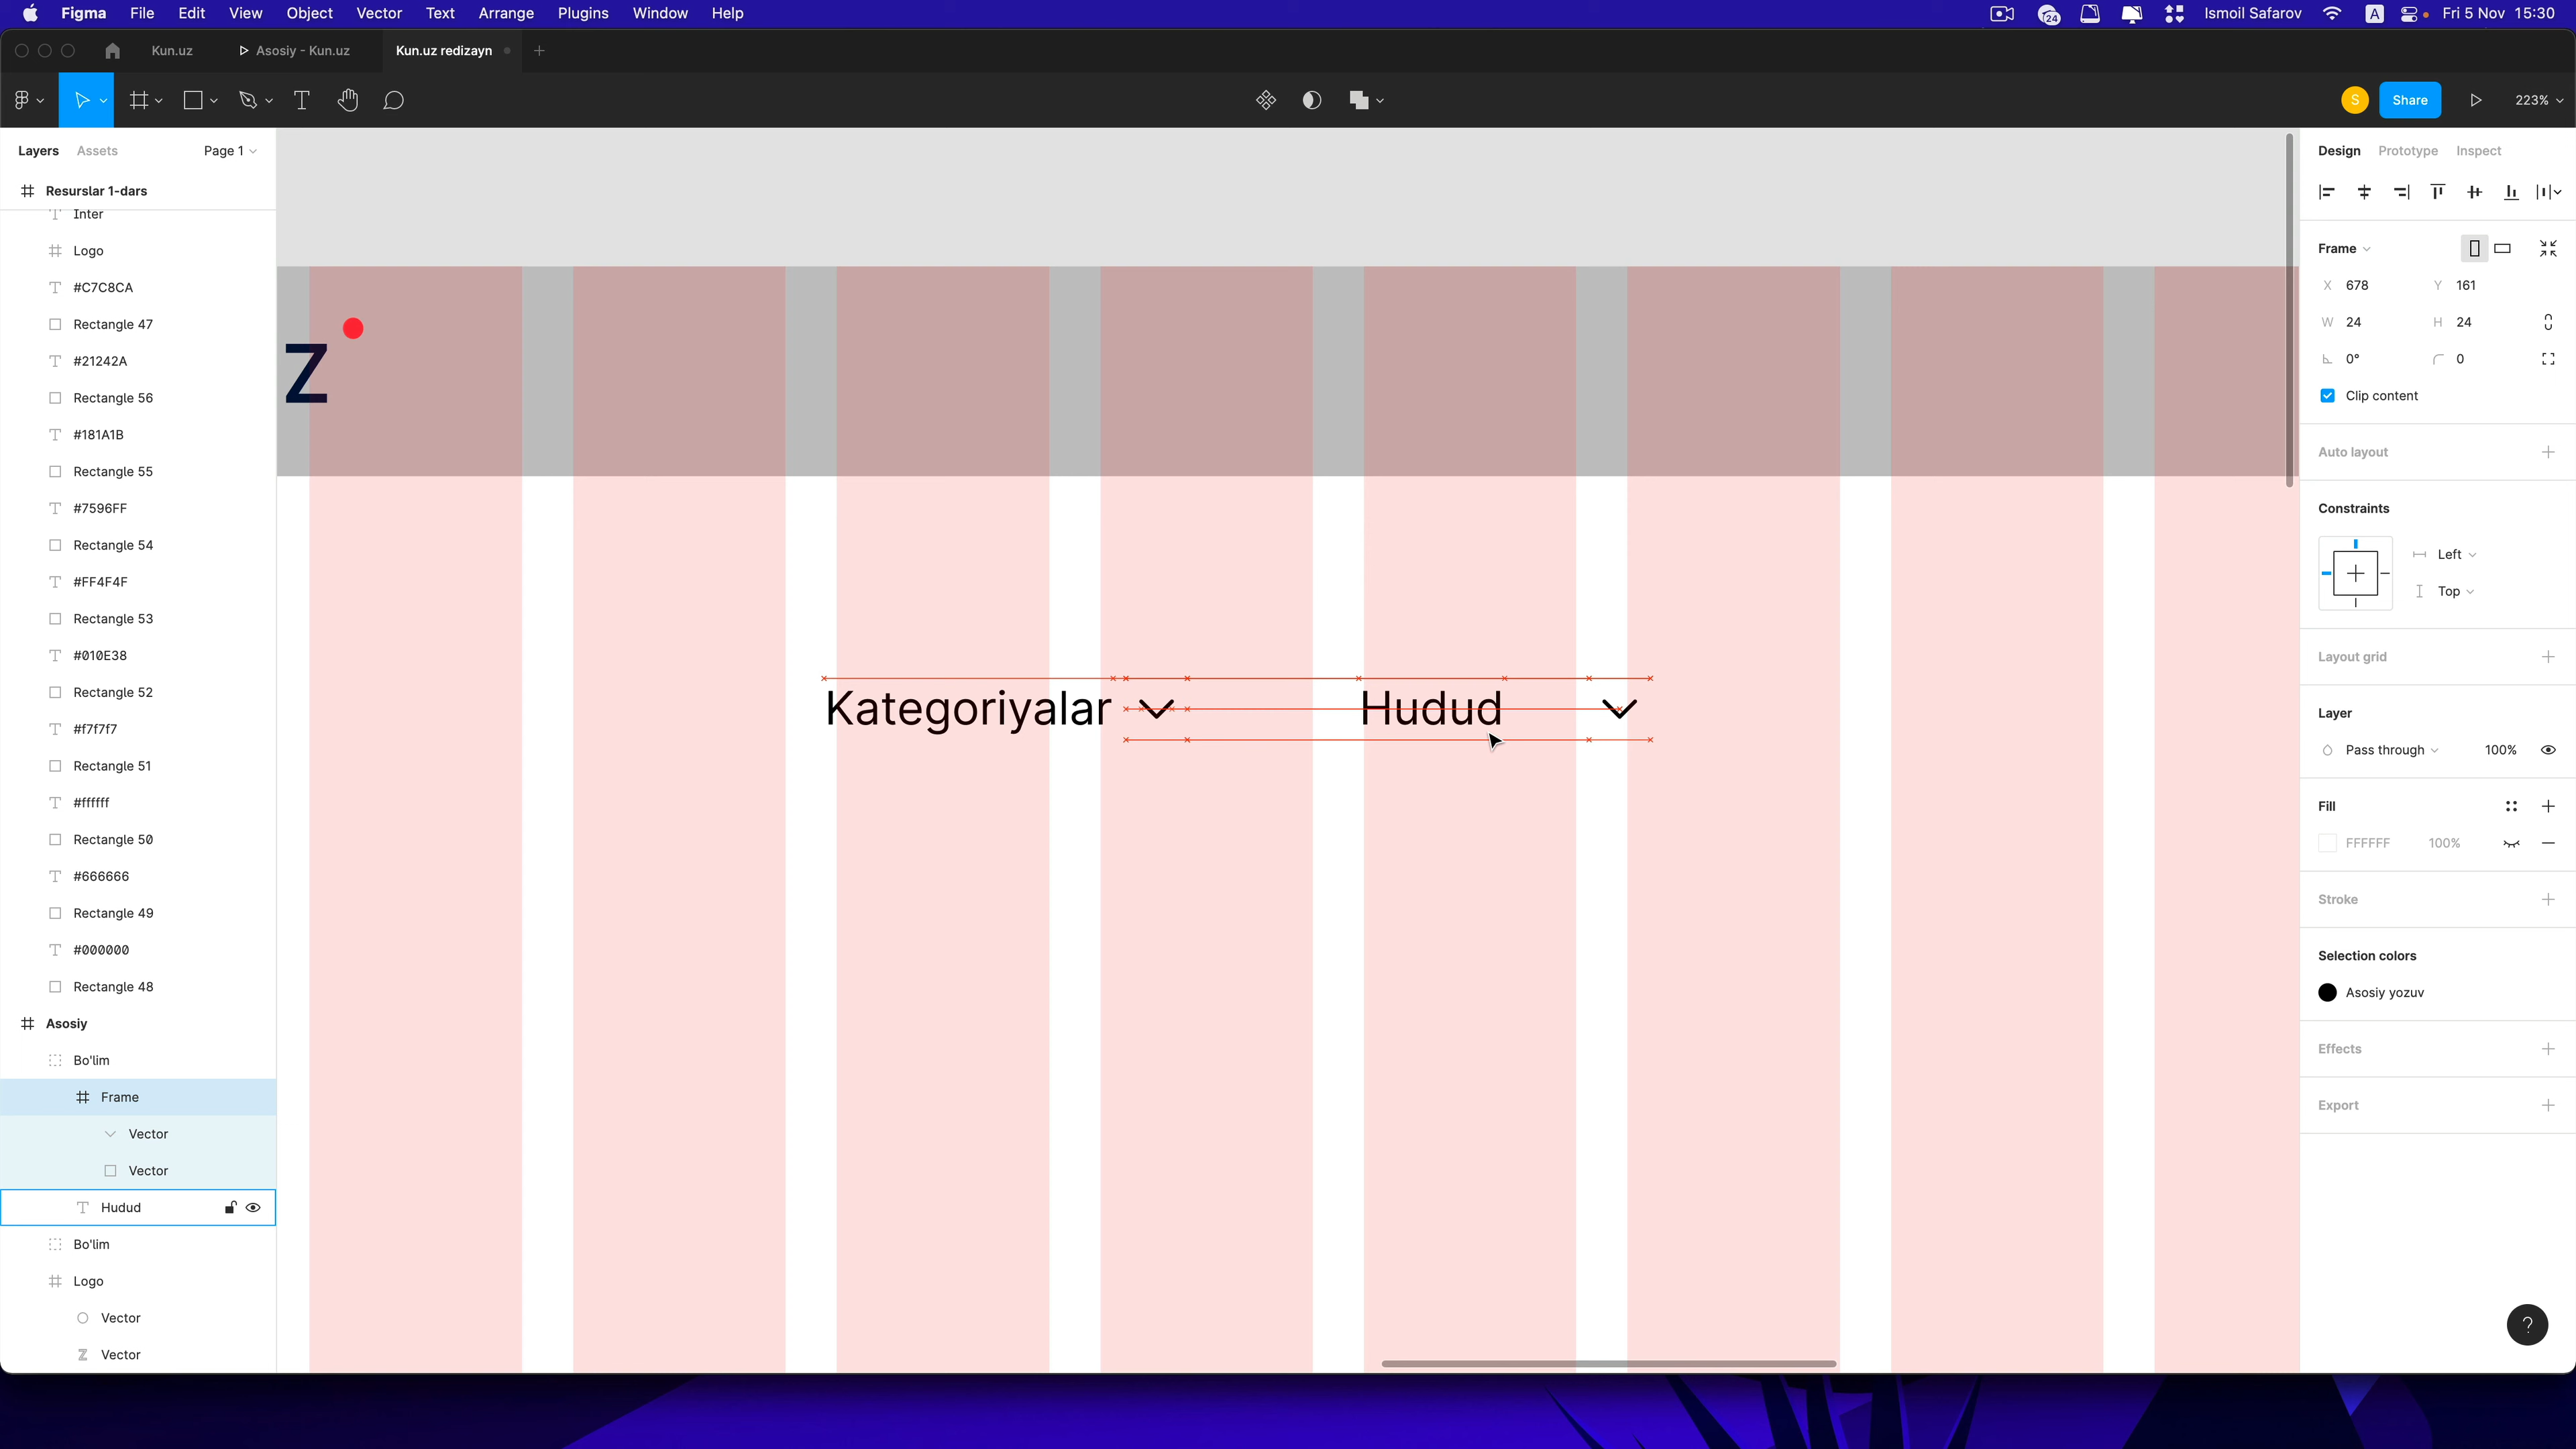 Figma File Edit View Object Vector Text Arrange Plugins Window Help 24 Ismoil Safarov A Fri 5 Nov 15:30
Kun.uz Asosiy - Kun.uz Kun.uz redizayn
S Share 223%
Layers Assets Page 1
Resurslar 1-dars
Inter
Logo
#C7C8CA
Rectangle 47
#21242A
Rectangle 56
#181A1B
Rectangle 55
#7596FF
Rectangle 54
#FF4F4F
Rectangle 53
#010E38
Rectangle 52
#f7f7f7
Rectangle 51
#ffffff
Rectangle 50
#666666
Rectangle 49
#000000
Rectangle 48
Asosiy
Bo'lim
Frame
Vector
Vector
Hudud
Bo'lim
Logo
Vector
Vector
Z
Kategoriyalar Hudud
Design Prototype Inspect
Frame
X 678 Y 161
W 24 H 24
0° 0
Clip content
Auto layout
Constraints
Left
Top
Layout grid
Layer
Pass through 100%
Fill
FFFFFF 100%
Stroke
Selection colors
Asosiy yozuv
Effects
Export
?